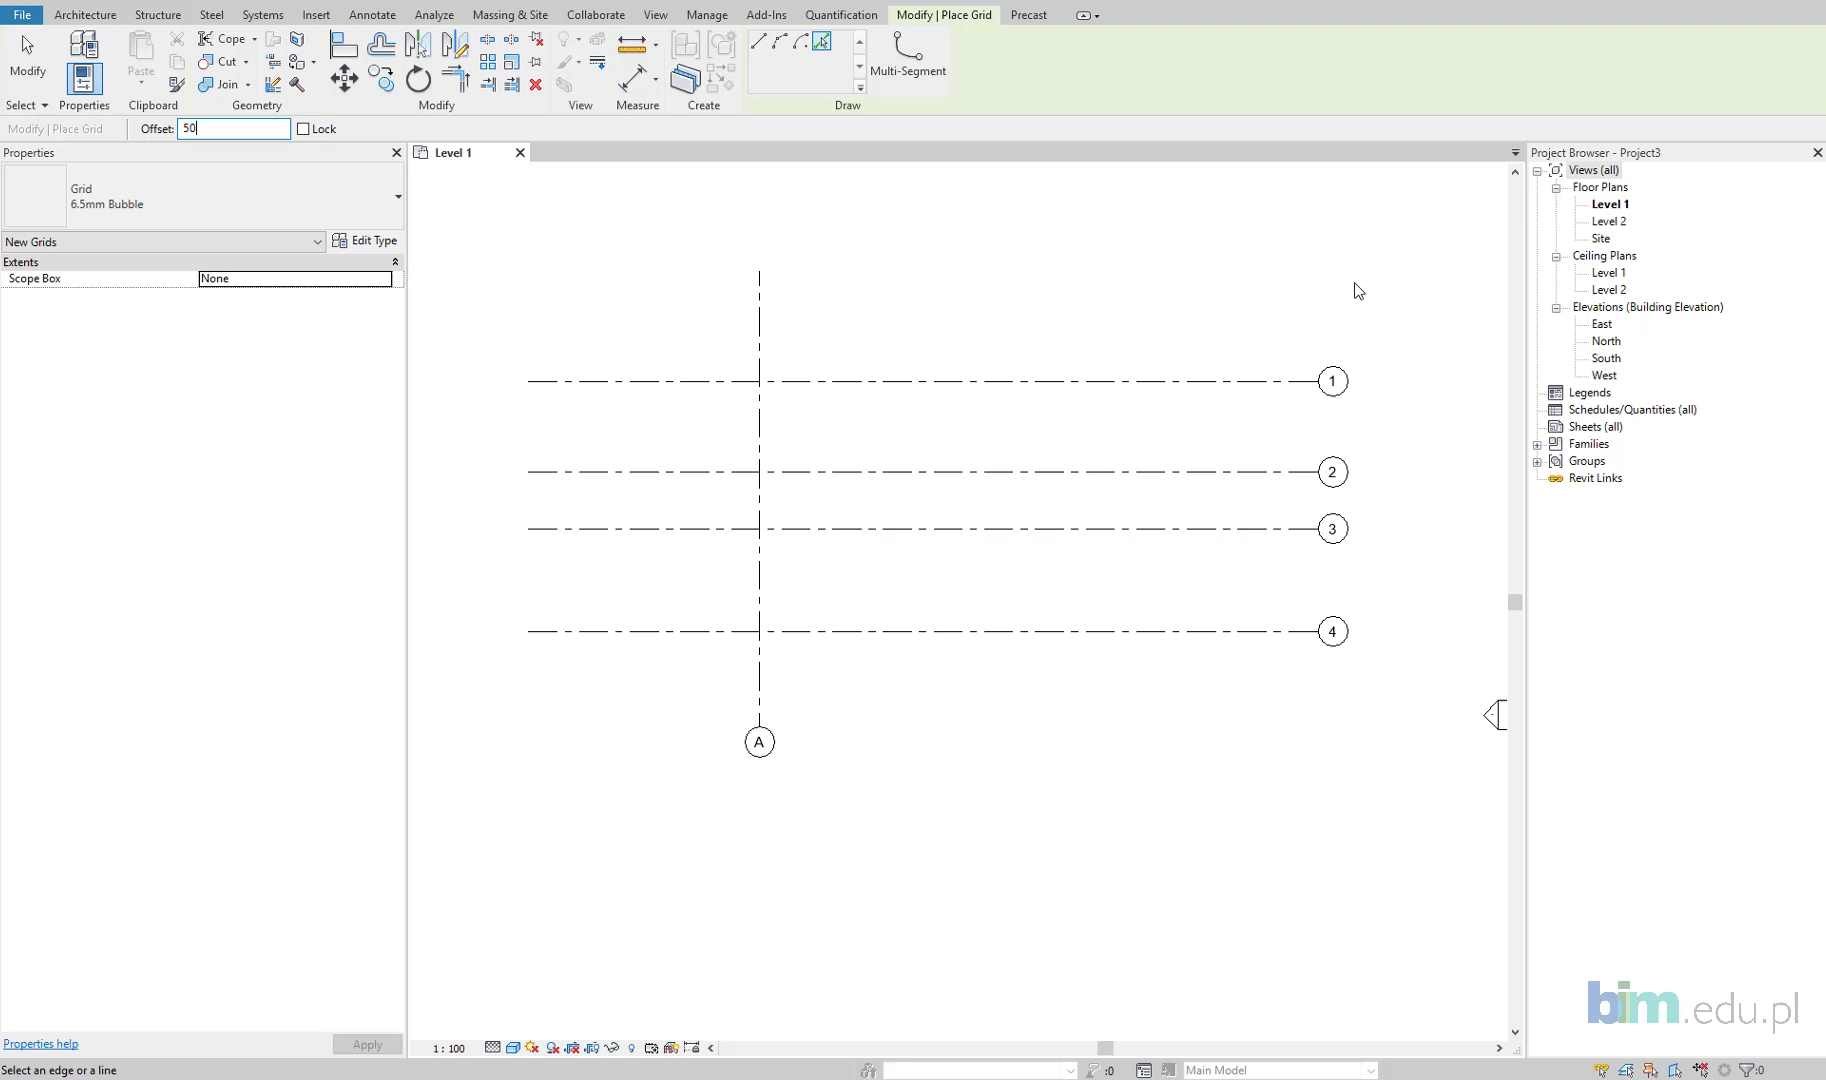 File Architecture Structure Steel Systems Insert Annotate Analyze Massing & Site Collaborate View Manage Add-Ins Quantification Modify | Place Grid Precast
Modify Paste Cope Cut Join Multi-Segment
Select Properties Clipboard Geometry Modify View Measure Create Draw
Modify | Place Grid Offset: 50 Lock
Properties
Grid
6.5mm Bubble
New Grids Edit Type
Extents
Scope Box None
Properties help Apply
Level 1
1
2
3
4
A
1 : 100
Project Browser - Project3
Views (all)
Floor Plans
Level 1
Level 2
Site
Ceiling Plans
Level 1
Level 2
Elevations (Building Elevation)
East
North
South
West
Legends
Schedules/Quantities (all)
Sheets (all)
Families
Groups
Revit Links
bim.edu.pl
Select an edge or a line :0 Main Model :0